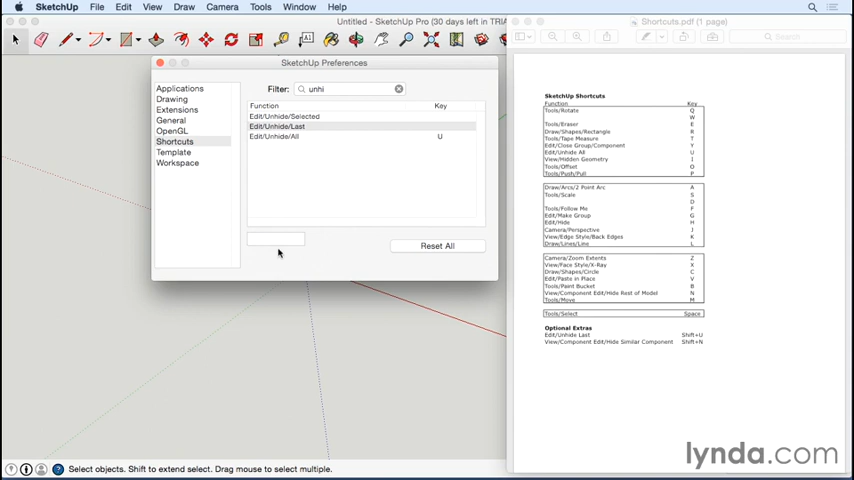 SketchUp File Edit View Draw Camera Tools Window Help
Untitled - SketchUp Pro (30 days left in TRIA
Shortcuts.pdf (1 page)
Search
SketchUp Preferences
Applications
Drawing
Extensions
General
OpenGL
Shortcuts
Template
Workspace
Filter: unhi
Function Key
Edit/Unhide/Selected
Edit/Unhide/Last
Edit/Unhide/All U
Reset All
SketchUp Shortcuts
Function Key
Tools/Rotate Q
W
Tools/Eraser E
Draw/Shapes/Rectangle R
Tools/Tape Measure T
Edit/Close Group/Component Y
Edit/Unhide All U
View/Hidden Geometry I
Tools/Offset O
Tools/Push/Pull P
Draw/Arcs/2 Point Arc A
Tools/Scale S
D
Tools/Follow Me F
Edit/Make Group G
Edit/Hide H
Camera/Perspective J
View/Edge Style/Back Edges K
Draw/Lines/Line L
Camera/Zoom Extents Z
View/Face Style/X-Ray X
Draw/Shapes/Circle C
Edit/Paste in Place V
Tools/Paint Bucket B
View/Component Edit/Hide Rest of Model N
Tools/Move M
Tools/Select Space
Optional Extras
Edit/Unhide Last Shift+U
View/Component Edit/Hide Similar Component Shift+N
lynda.com
Select objects. Shift to extend select. Drag mouse to select multiple.